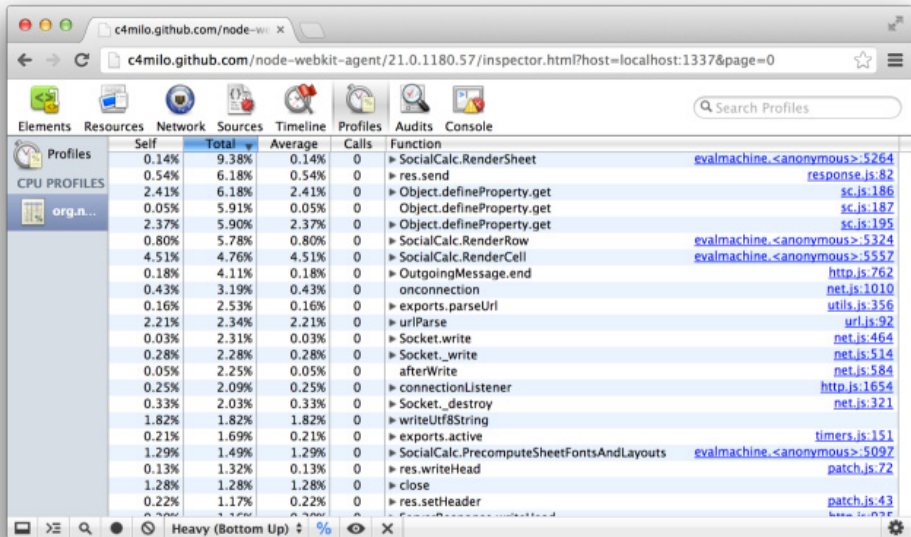 c4milo.github.com/node-we
c4milo.github.com/node-webkit-agent/21.0.1180.57/inspector.html?host=localhost:1337&page=0
Elements Resources Network Sources Timeline Profiles Audits Console
Search Profiles
Profiles
CPU PROFILES
org.n...
Self Total Average Calls Function
0.14% 9.38% 0.14% 0 SocialCalc.RenderSheet evalmachine.<anonymous>:5264
0.54% 6.18% 0.54% 0 res.send response.js:82
2.41% 6.18% 2.41% 0 Object.defineProperty.get sc.js:186
0.05% 5.91% 0.05% 0 Object.defineProperty.get sc.js:187
2.37% 5.90% 2.37% 0 Object.defineProperty.get sc.js:195
0.80% 5.78% 0.80% 0 SocialCalc.RenderRow evalmachine.<anonymous>:5324
4.51% 4.76% 4.51% 0 SocialCalc.RenderCell evalmachine.<anonymous>:5557
0.18% 4.11% 0.18% 0 OutgoingMessage.end http.js:762
0.43% 3.19% 0.43% 0 onconnection net.js:1010
0.16% 2.53% 0.16% 0 exports.parseUrl utils.js:356
2.21% 2.34% 2.21% 0 urlParse url.js:92
0.03% 2.31% 0.03% 0 Socket.write net.js:464
0.28% 2.28% 0.28% 0 Socket._write net.js:514
0.05% 2.25% 0.05% 0 afterWrite net.js:584
0.25% 2.09% 0.25% 0 connectionListener http.js:1654
0.33% 2.03% 0.33% 0 Socket._destroy net.js:321
1.82% 1.82% 1.82% 0 writeUtf8String
0.21% 1.69% 0.21% 0 exports.active timers.js:151
1.29% 1.49% 1.29% 0 SocialCalc.PrecomputeSheetFontsAndLayouts evalmachine.<anonymous>:5097
0.13% 1.32% 0.13% 0 res.writeHead patch.js:72
1.28% 1.28% 1.28% 0 close
0.22% 1.17% 0.22% 0 res.setHeader patch.js:43
Heavy (Bottom Up) %